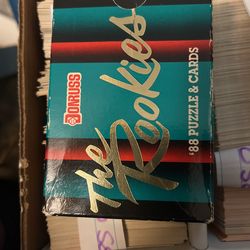 DONRUSS
The
Rookies
'88 PUZZLE & CARDS